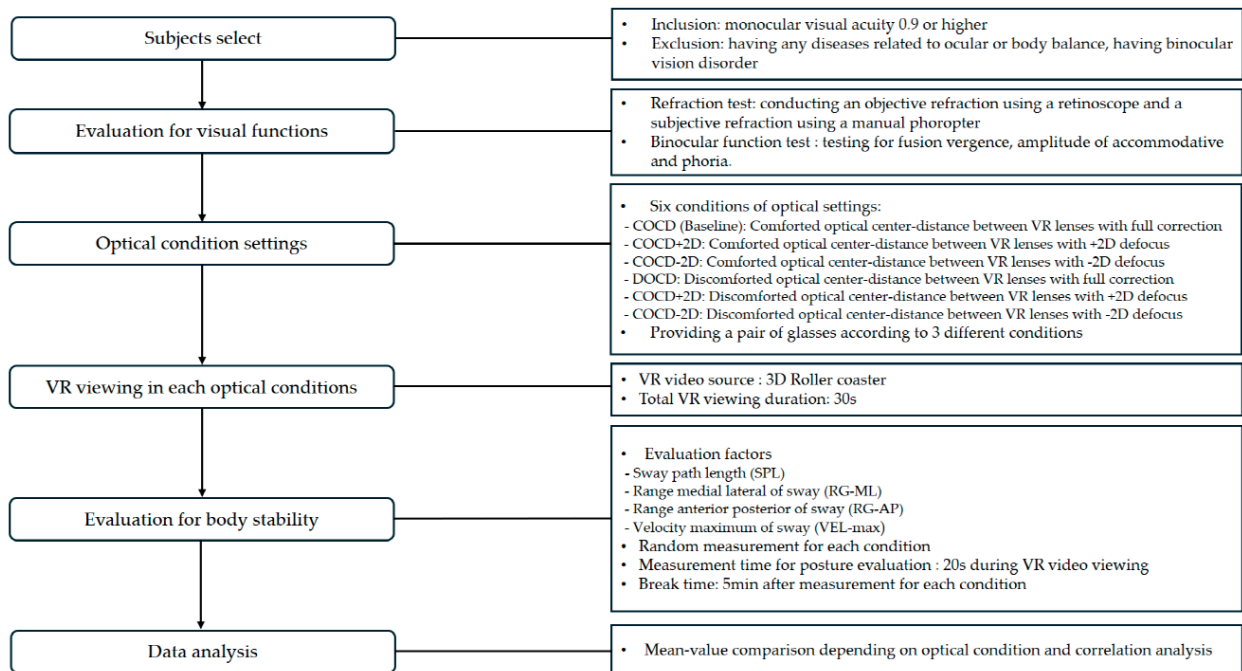 Subjects select
• Inclusion: monocular visual acuity 0.9 or higher
• Exclusion: having any diseases related to ocular or body balance, having binocular
vision disorder
Evaluation for visual functions
• Refraction test: conducting an objective refraction using a retinoscope and a
subjective refraction using a manual phoropter
• Binocular function test : testing for fusion vergence, amplitude of accommodative
and phoria.
Optical condition settings
• Six conditions of optical settings:
- COCD (Baseline): Comforted optical center-distance between VR lenses with full correction
- COCD+2D: Comforted optical center-distance between VR lenses with +2D defocus
- COCD-2D: Comforted optical center-distance between VR lenses with -2D defocus
- DOCD: Discomforted optical center-distance between VR lenses with full correction
- COCD+2D: Discomforted optical center-distance between VR lenses with +2D defocus
- COCD-2D: Discomforted optical center-distance between VR lenses with -2D defocus
• Providing a pair of glasses according to 3 different conditions
VR viewing in each optical conditions
• VR video source : 3D Roller coaster
• Total VR viewing duration: 30s
Evaluation for body stability
• Evaluation factors
- Sway path length (SPL)
- Range medial lateral of sway (RG-ML)
- Range anterior posterior of sway (RG-AP)
- Velocity maximum of sway (VEL-max)
• Random measurement for each condition
• Measurement time for posture evaluation : 20s during VR video viewing
• Break time: 5min after measurement for each condition
Data analysis
• Mean-value comparison depending on optical condition and correlation analysis